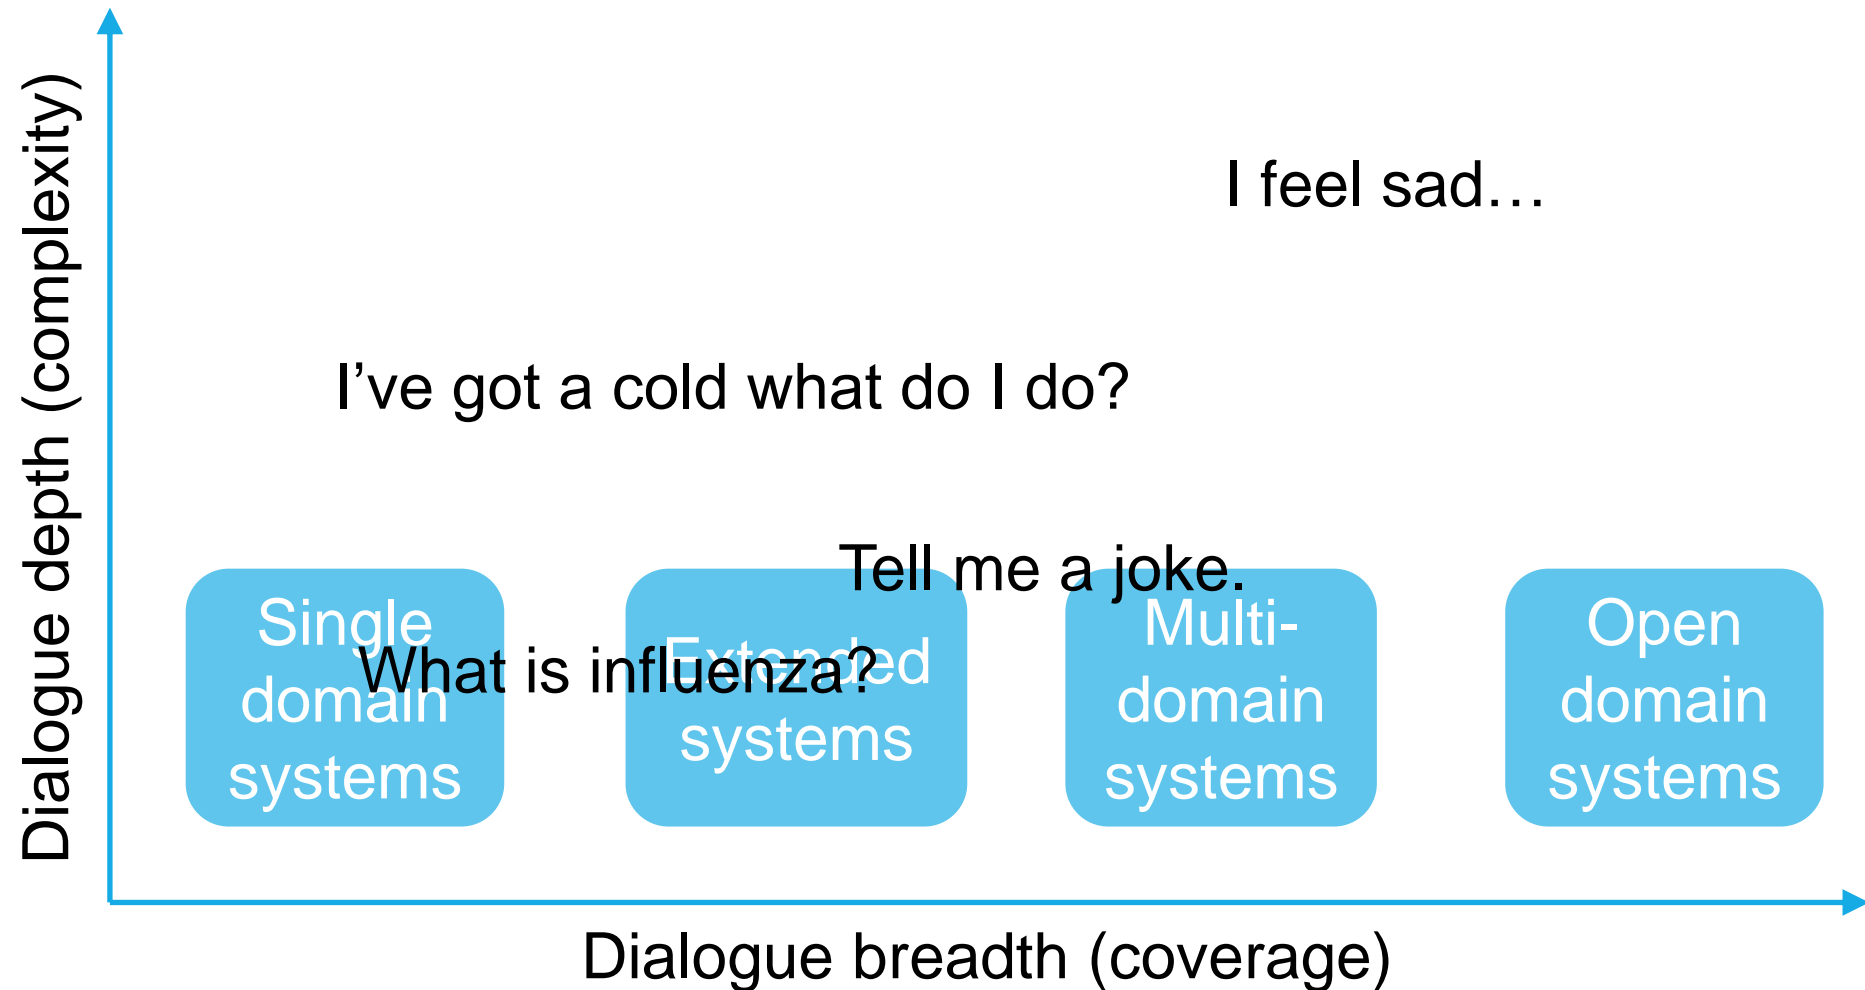 Dialogue depth (complexity)
I feel sad…
I’ve got a cold what do I do?
Tell me a joke.
What is influenza?
Single
domain
systems
Extended
systems
Multi-
domain
systems
Open
domain
systems
Dialogue breadth (coverage)